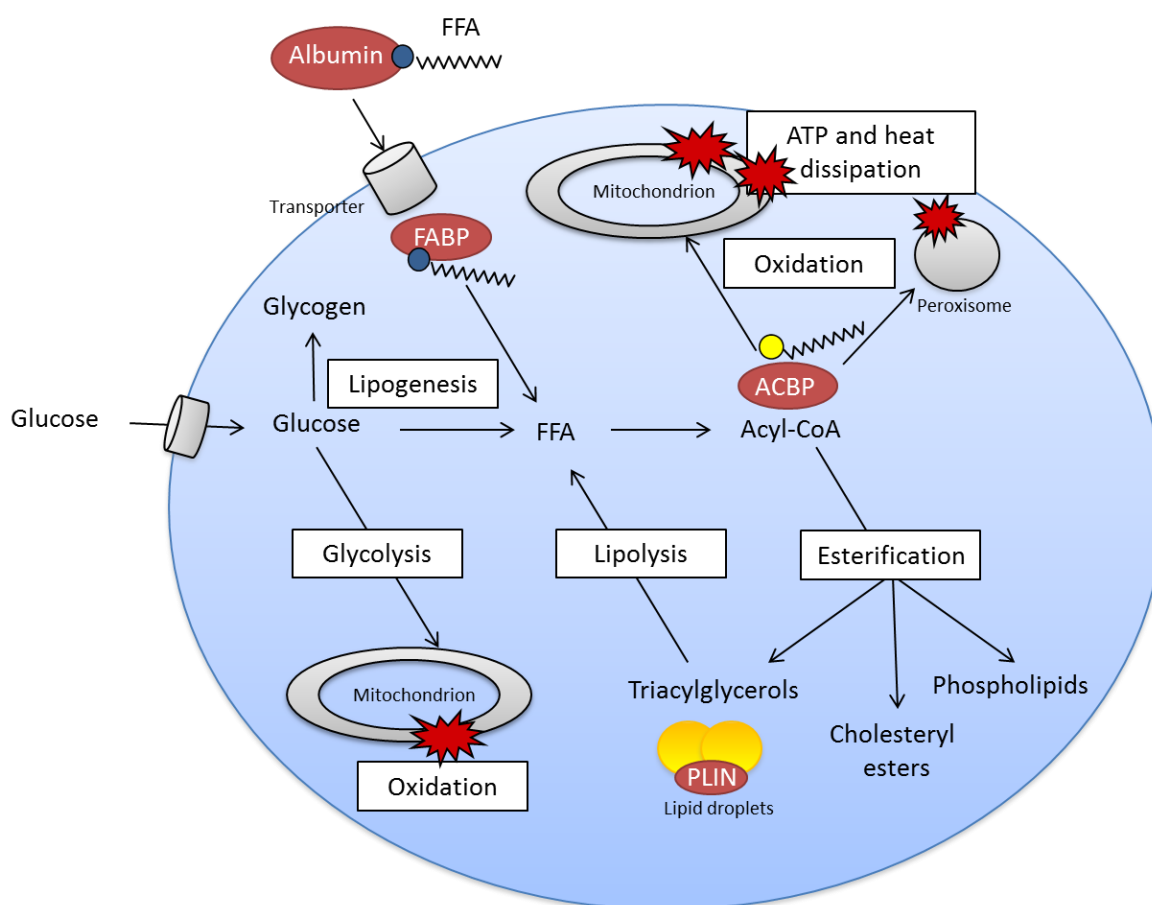 FFA
Albumin
ATP and heat
dissipation
Mitochondrion
Transporter
FABP
Oxidation
Peroxisome
Glycogen
Lipogenesis
ACBP
Glucose
Glucose
FFA
Acyl-CoA
Glycolysis
Lipolysis
Esterification
Mitochondrion
Triacylglycerols
Phospholipids
Cholesteryl
esters
PLIN
Oxidation
Lipid droplets